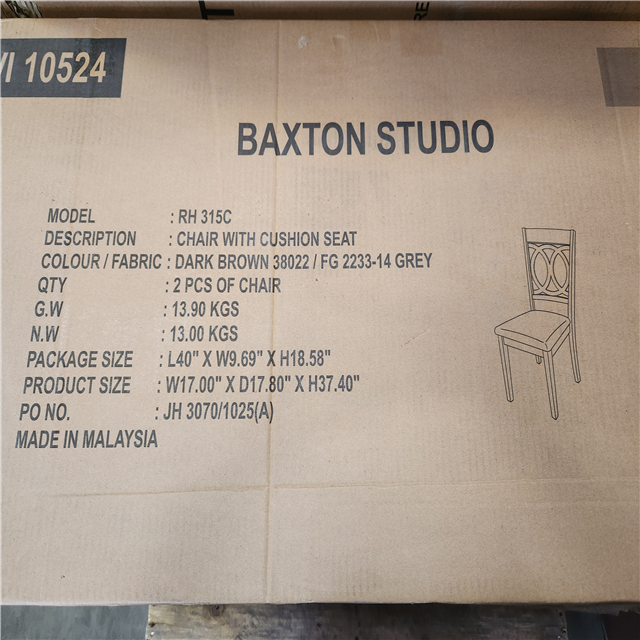 10524
BAXTON STUDIO
MODEL : RH 315C
DESCRIPTION : CHAIR WITH CUSHION SEAT
COLOUR / FABRIC : DARK BROWN 38022 / FG 2233-14 GREY
QTY : 2 PCS OF CHAIR
G.W : 13.90 KGS
N.W : 13.00 KGS
PACKAGE SIZE : L40" X W9.69" X H18.58"
PRODUCT SIZE : W17.00" X D17.80" X H37.40"
PO NO. : JH 3070/1025(A)
MADE IN MALAYSIA